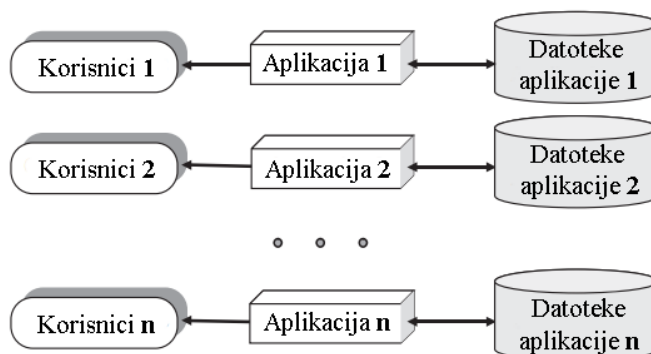 Korisnici 1
Aplikacija 1
Datoteke
aplikacije 1
Korisnici 2
Aplikacija 2
Datoteke
aplikacije 2
Korisnici n
Aplikacija n
Datoteke
aplikacije n